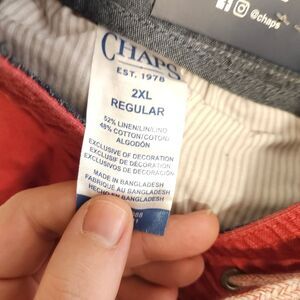 @chaps
CHAPS
EST. 1978
2XL
REGULAR
52% LINEN/LIN/LINO
48% COTTON/COTON/
ALGODÓN
EXCLUSIVE OF DECORATION
EXCLUSIF DE DÉCORATION
EXCLUSIVOS DE DECORACIÓN
MADE IN BANGLADESH
FABRIQUÉ AU BANGLADESH
HECHO EN BANGLADESH